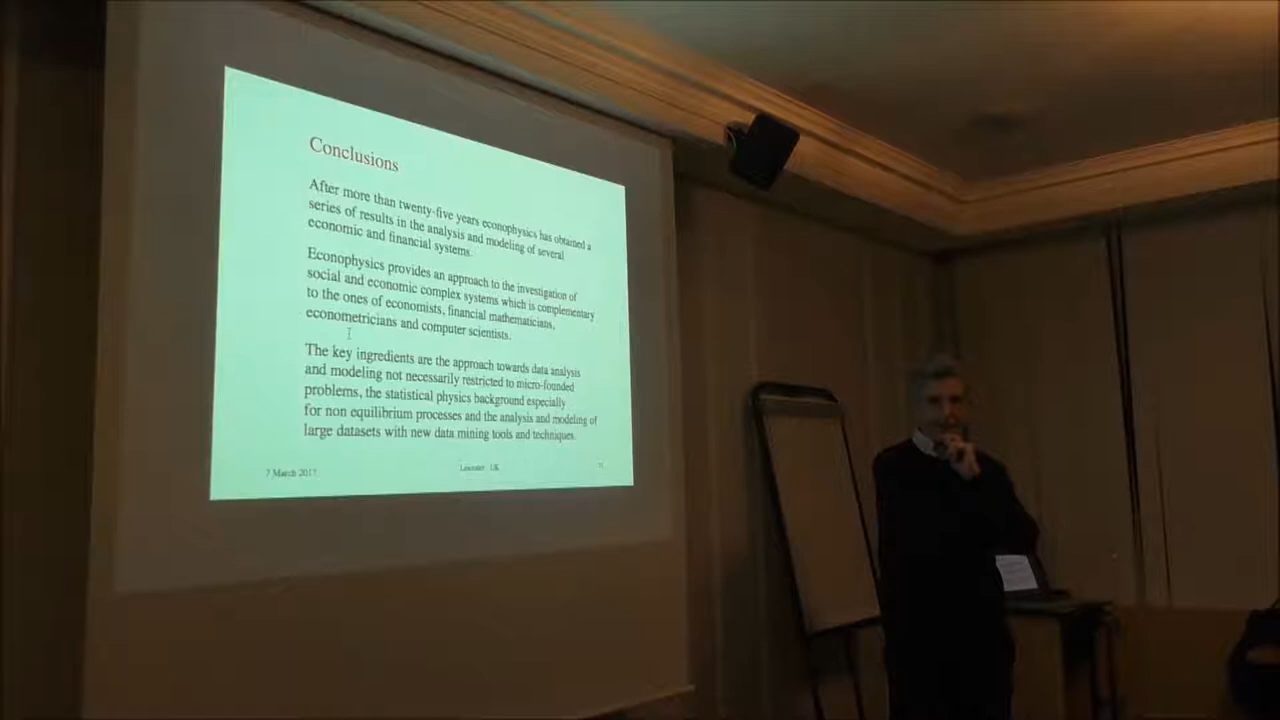 Conclusions
After more than twenty-five years econophysics has obtained a
series of results in the analysis and modeling of several
economic and financial systems.
Econophysics provides an approach to the investigation of
social and economic complex systems which is complementary
to the ones of economists, financial mathematicians,
econometricians and computer scientists.
The key ingredients are the approach towards data analysis
and modeling not necessarily restricted to micro-founded
problems, the statistical physics background especially
for non equilibrium processes and the analysis and modeling of
large datasets with new data mining tools and techniques.
7 March 2017 Leicester UK